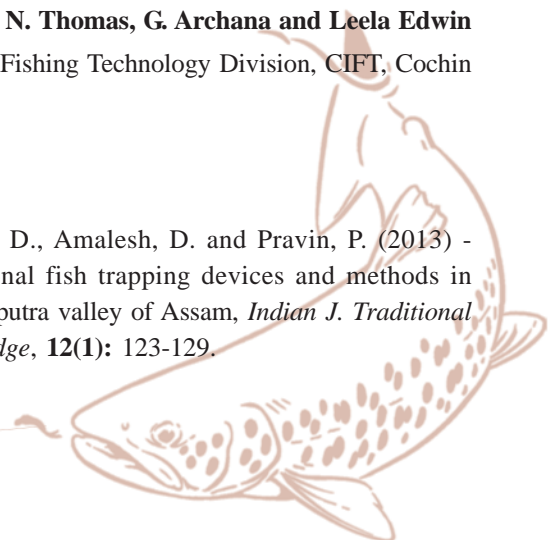 N. Thomas, G. Archana and Leela Edwin
Fishing Technology Division, CIFT, Cochin
D., Amalesh, D. and Pravin, P. (2013) -
nal fish trapping devices and methods in
putra valley of Assam, Indian J. Traditional
dge, 12(1): 123-129.